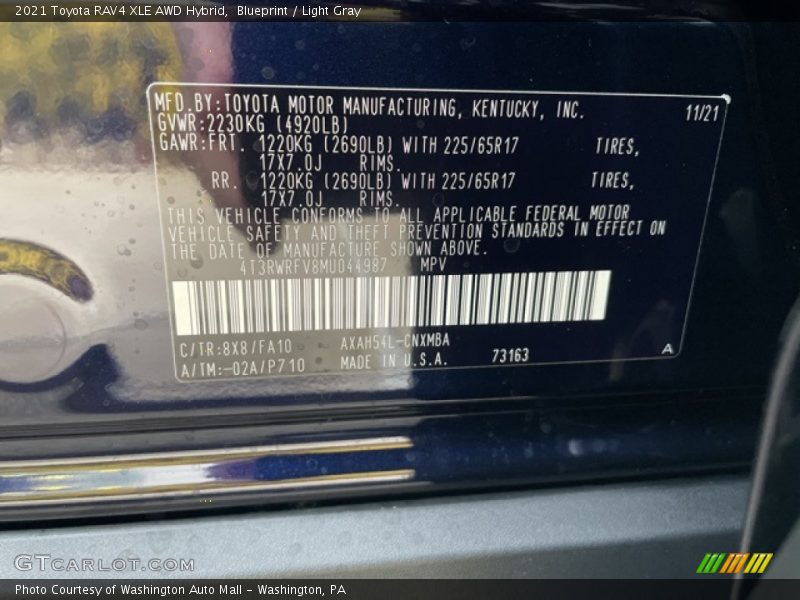 2021 Toyota RAV4 XLE AWD Hybrid, Blueprint / Light Gray
MFD. BY: TOYOTA MOTOR MANUFACTURING, KENTUCKY, INC. 11/21
GVWR: 2230KG (4920LB)
GAWR: FRT. 1220KG (2690LB) WITH 225/65R17 TIRES,
17X7.0J RIMS.
RR. 1220KG (2690LB) WITH 225/65R17 TIRES,
17X7.0J RIMS.
THIS VEHICLE CONFORMS TO ALL APPLICABLE FEDERAL MOTOR
VEHICLE SAFETY AND THEFT PREVENTION STANDARDS IN EFFECT ON
THE DATE OF MANUFACTURE SHOWN ABOVE.
4T3RWRFV8MU044987 MPV
C/TR: 8X8/FA10 AXAH54L-CNXMBA
A/TM: -02A/P710 MADE IN U.S.A. 73163 A
GTCARLOT.COM
Photo Courtesy of Washington Auto Mall - Washington, PA